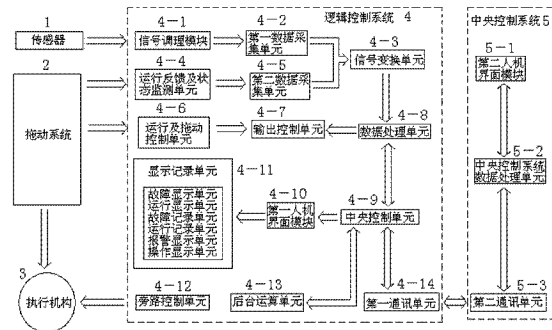 逻辑控制系统 4
中央控制系统5
1
传感器
4-1
信号调理模块
4-2
第一数据采
集单元
4-3
信号变换单元
5-1
第二人机
界面模块
2
拖动系统
4-4
运行反馈及状
态监测单元
4-5
第二数据采
集单元
4-6
运行及拖动
控制单元
4-7
输出控制单元
4-8
数据处理单元
5-2
中央控制系统
数据处理单元
显示记录单元
4-11
故障显示单元
运行显示单元
故障记录单元
运行记录单元
报警显示单元
操作显示单元
4-10
第一人机
界面模块
4-9
中央控制单元
3
执行机构
4-12
旁路控制单元
4-13
后台运算单元
4-14
第一通讯单元
5-3
第二通讯单元